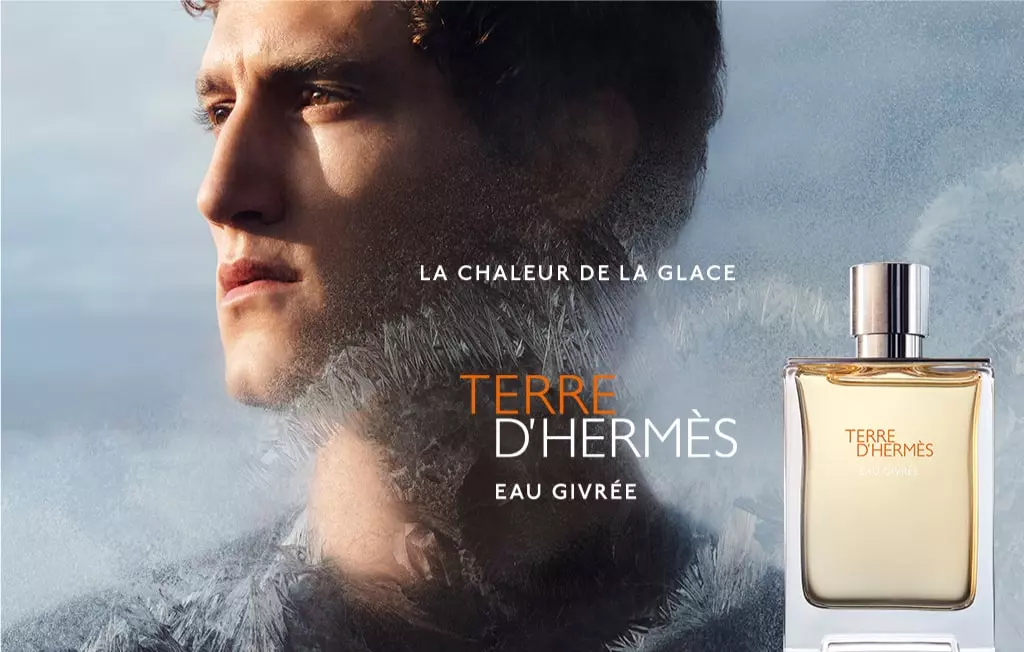 LA CHALEUR DE LA GLACE
TERRE
D'HERMÈS
EAU GIVRÉE
TERRE
D'HERMÈS
EAU GIVRÉE